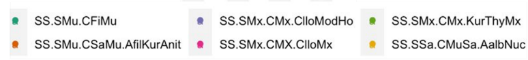 SS.SMu.CFiMu SS.SMx.CMx.ClloModHo SS.SMx.CMx.KurThyMx
SS.SMu.CSaMu.AfilKurAnit SS.SMx.CMX.ClloMx SS.SSa.CMuSa.AalbNuc